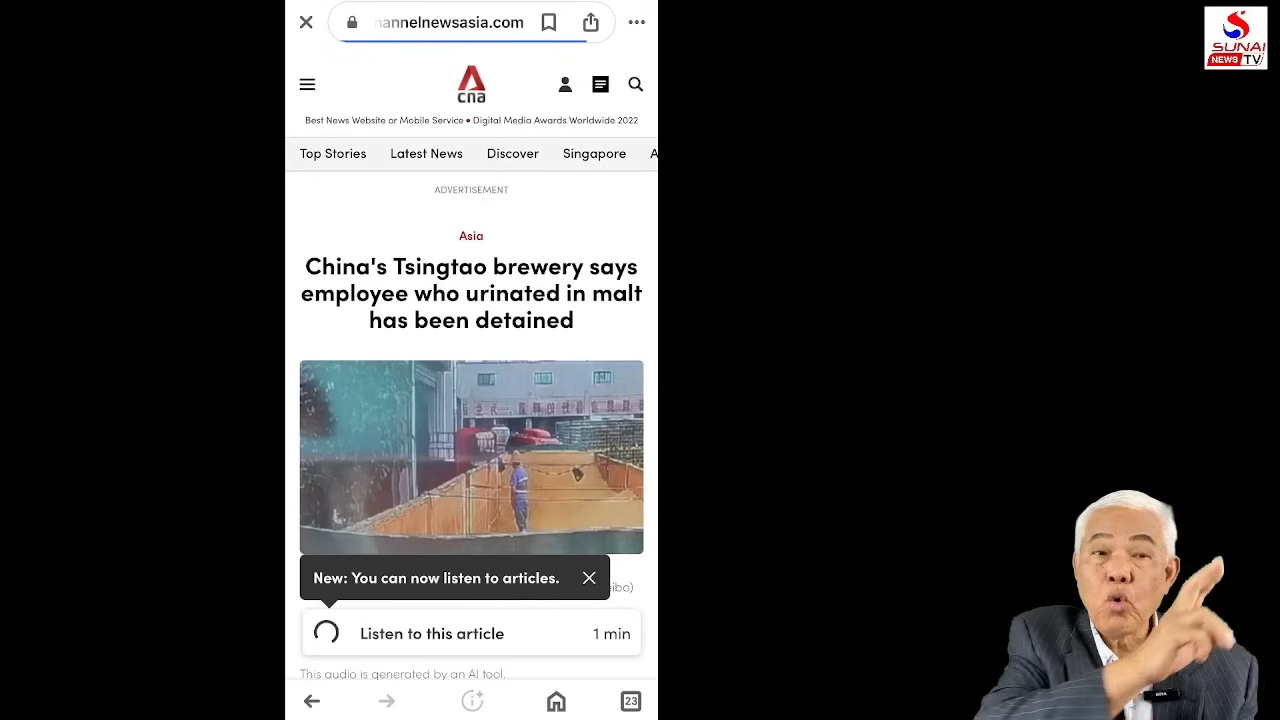 hannelnewsasia.com
SUNAI
NEWS TV
cna
Best News Website or Mobile Service • Digital Media Awards Worldwide 2022
Top Stories Latest News Discover Singapore A
ADVERTISEMENT
Asia
China's Tsingtao brewery says
employee who urinated in malt
has been detained
New: You can now listen to articles.
eibo)
Listen to this article 1 min
This audio is generated by an AI tool.
23